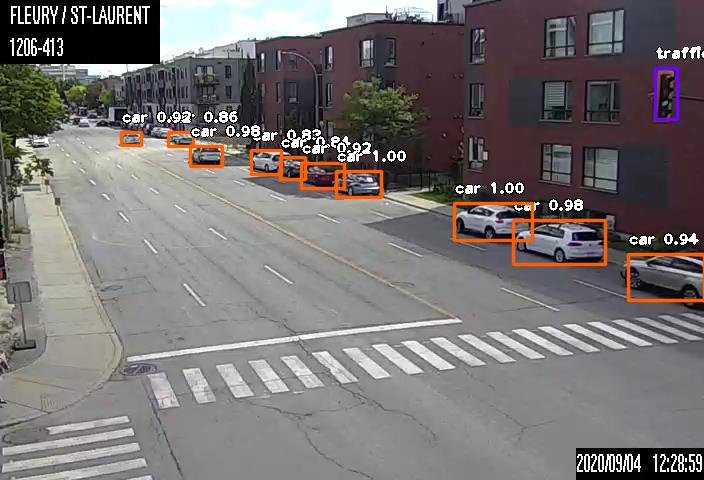 FLEURY / ST-LAURENT
1206-413
traffic
car 0.92
0.86
car 0.98
car 0.83
car 0.84
car 0.92
car 1.00
car 1.00
car 0.98
car 0.94
2020/09/04 12:28:59